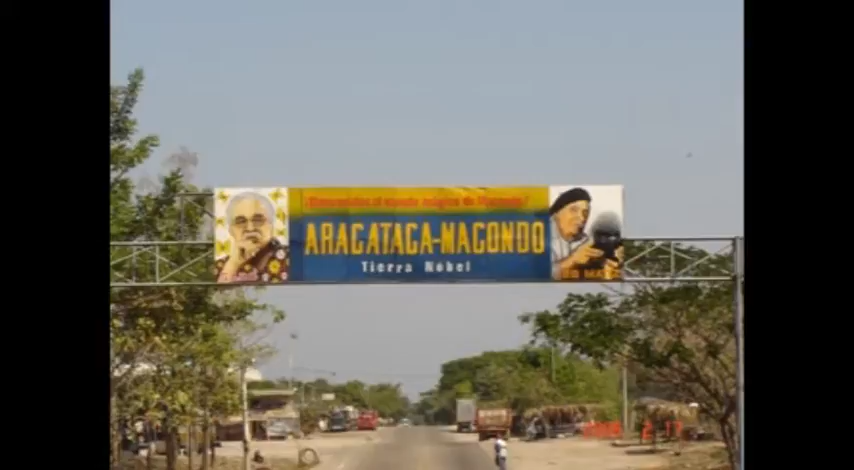 ¡Bienvenidos al mundo mágico de Macondo!
ARACATACA-MACONDO
Tierra Nobel